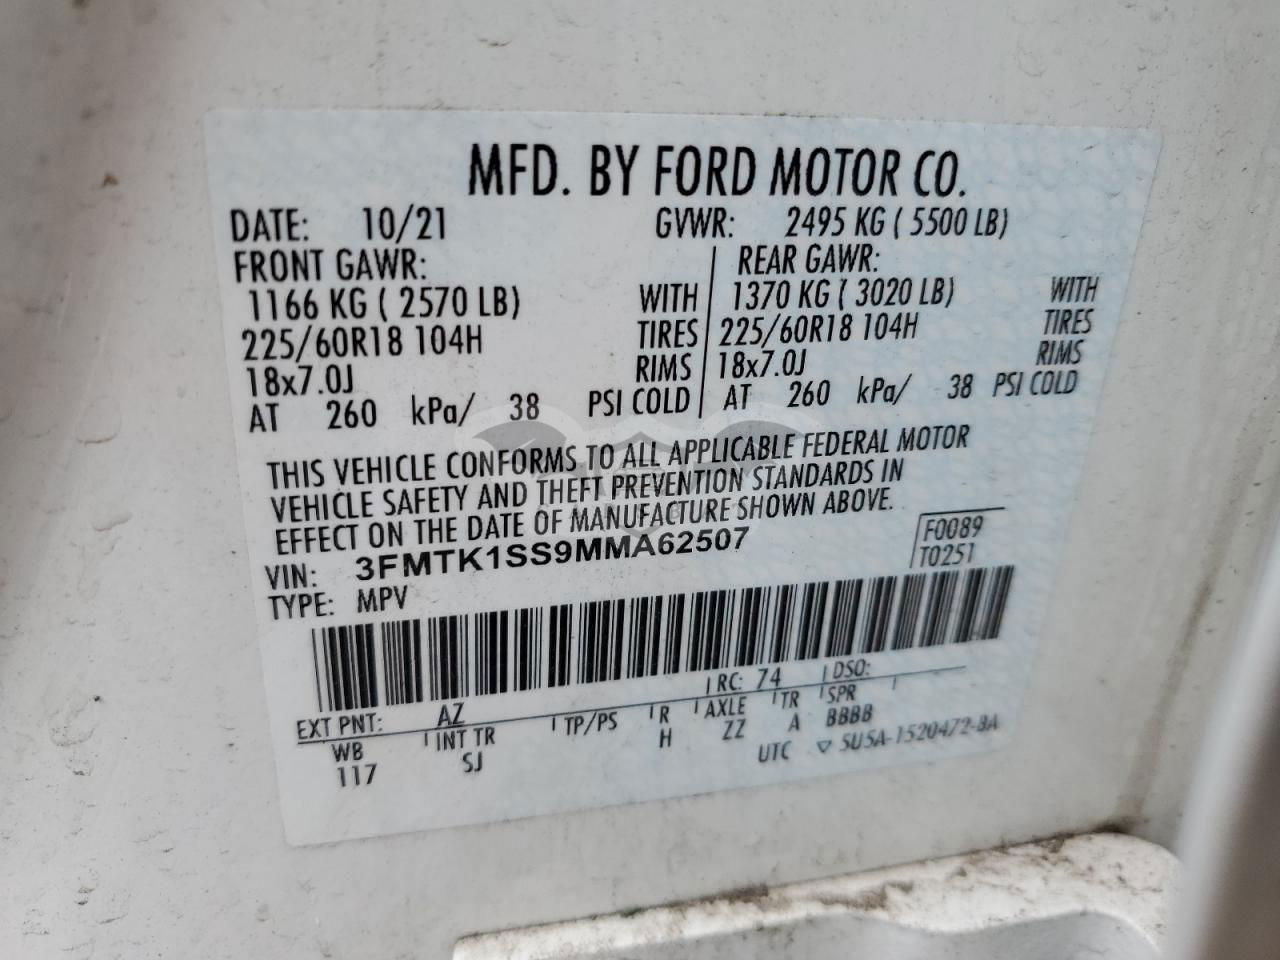 MFD. BY FORD MOTOR CO.
DATE: 10/21 GVWR: 2495 KG ( 5500 LB)
FRONT GAWR: REAR GAWR:
1166 KG ( 2570 LB) WITH 1370 KG ( 3020 LB) WITH
225/60R18 104H TIRES 225/60R18 104H TIRES
18x7.0J RIMS 18x7.0J RIMS
AT 260 kPa/ 38 PSI COLD AT 260 kPa/ 38 PSI COLD
THIS VEHICLE CONFORMS TO ALL APPLICABLE FEDERAL MOTOR
VEHICLE SAFETY AND THEFT PREVENTION STANDARDS IN
EFFECT ON THE DATE OF MANUFACTURE SHOWN ABOVE.
VIN: 3FMTK1SS9MMA62507 F0089
TYPE: MPV T0251
EXT PNT: AZ RC: 74 DSO:
WB INT TR TP/PS R AXLE TR SPR
117 SJ H ZZ A BBBB
UTC ▽ SU5A-1520472-BA